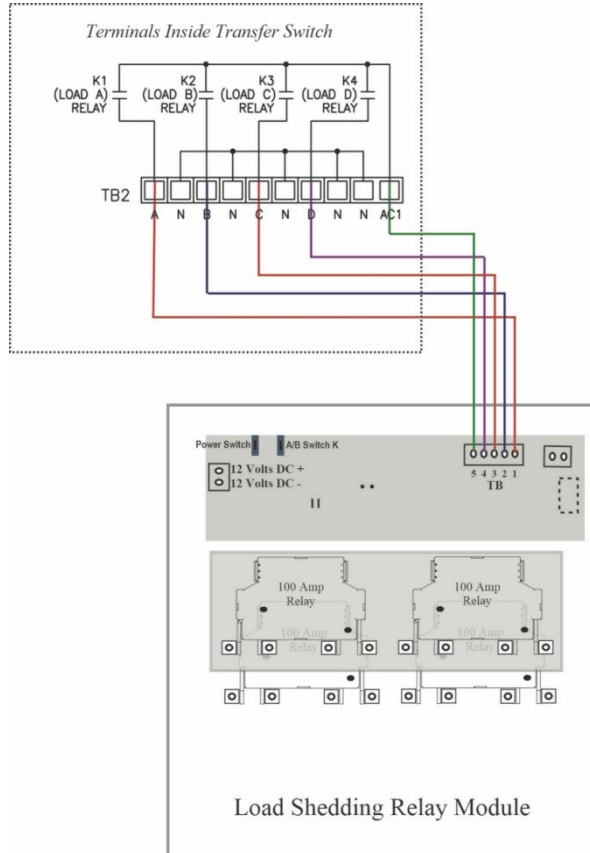 Terminals Inside Transfer Switch
K1 K2 K3 K4
(LOAD A) (LOAD B) (LOAD C) (LOAD D)
RELAY RELAY RELAY RELAY
TB2
A N B N C N D N N AC1
Power Switch A/B Switch K
12 Volts DC +
12 Volts DC -
5 4 3 2 1
TB
100 Amp 100 Amp
Relay Relay
100 Amp 100 Amp
Relay Relay
Load Shedding Relay Module